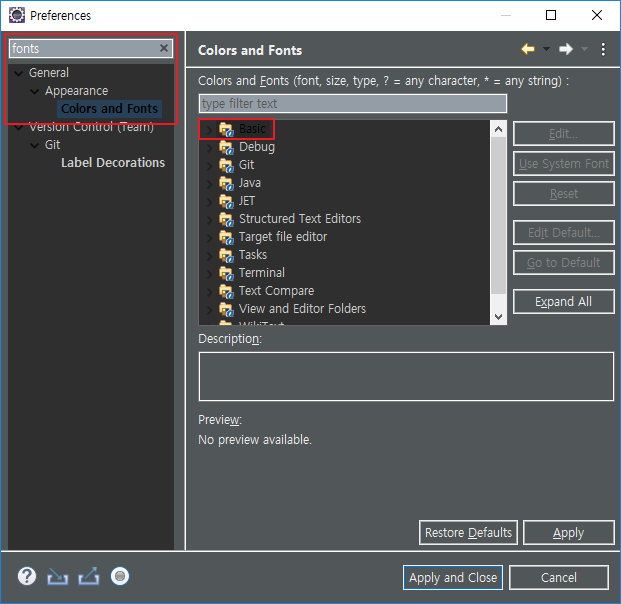 Preferences
fonts
General
Appearance
Colors and Fonts
Version Control (Team)
Git
Label Decorations
Colors and Fonts
Colors and Fonts (font, size, type, ? = any character, * = any string) :
type filter text
Basic
Debug
Git
Java
JET
Structured Text Editors
Target file editor
Tasks
Terminal
Text Compare
View and Editor Folders
WikiText
Edit...
Use System Font
Reset
Edit Default...
Go to Default
Expand All
Description:
Preview:
No preview available.
Restore Defaults
Apply
Apply and Close
Cancel